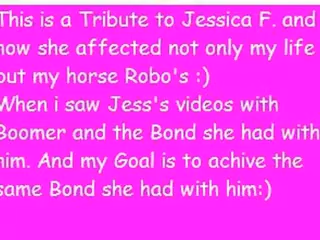 This is a Tribute to Jessica F. and
how she affected not only my life
but my horse Robo's :)
When i saw Jess's videos with
Boomer and the Bond she had with
him. And my Goal is to achive the
same Bond she had with him:)